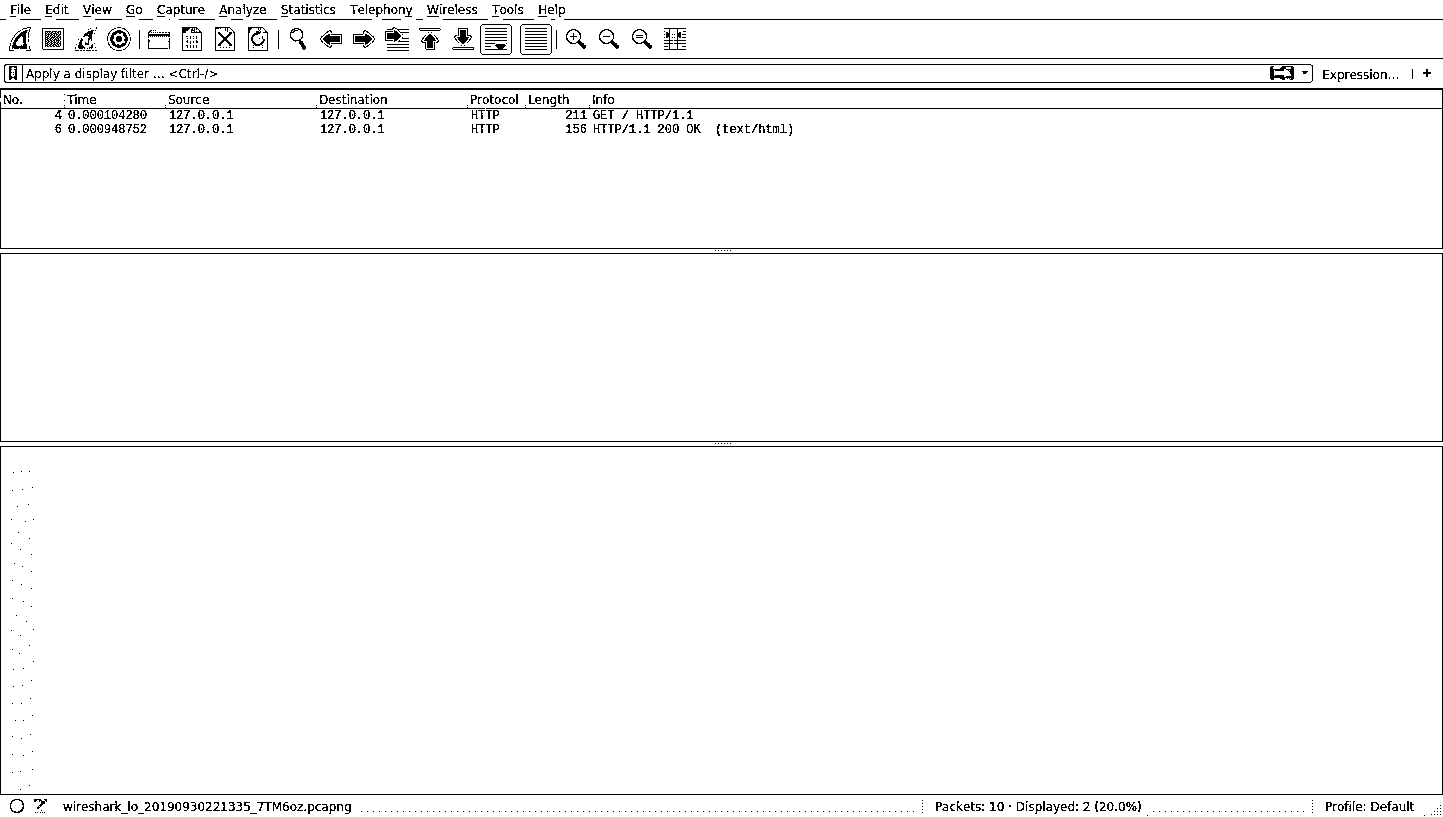 File Edit View Go Capture Analyze Statistics Telephony Wireless Tools Help
Apply a display filter ... <Ctrl-/> Expression... +
No. Time Source Destination Protocol Length Info
4 0.000104280 127.0.0.1 127.0.0.1 HTTP 211 GET / HTTP/1.1
6 0.000948752 127.0.0.1 127.0.0.1 HTTP 156 HTTP/1.1 200 OK (text/html)
wireshark_lo_20190930221335_7TM6oz.pcapng Packets: 10 · Displayed: 2 (20.0%) Profile: Default